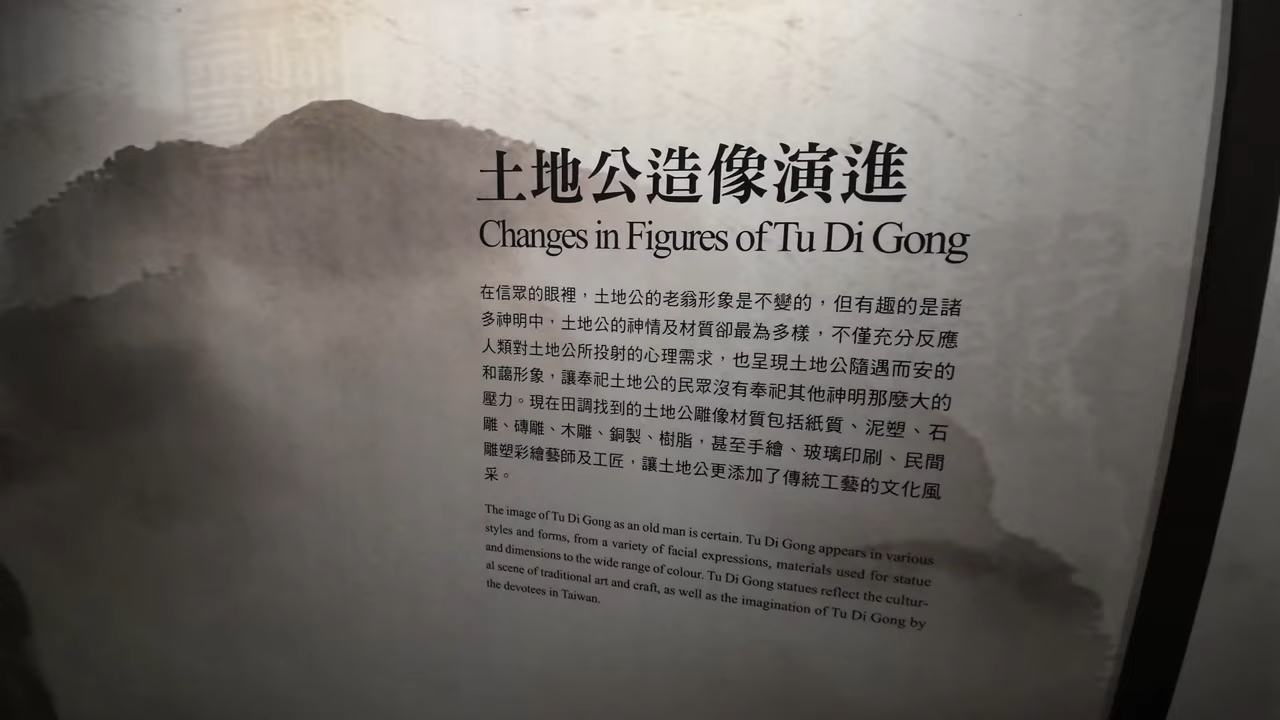 土地公造像演進
Changes in Figures of Tu Di Gong
在信眾的眼裡，土地公的老翁形象是不變的，但有趣的是諸
多神明中，土地公的神情及材質卻最為多樣，不僅充分反應
人類對土地公所投射的心理需求，也呈現土地公隨遇而安的
和藹形象，讓奉祀土地公的民眾沒有奉祀其他神明那麼大的
壓力。現在田調找到的土地公雕像材質包括紙質、泥塑、石
雕、磚雕、木雕、銅製、樹脂，甚至手繪、玻璃印刷、民間
雕塑彩繪藝師及工匠，讓土地公更添加了傳統工藝的文化風
采。
The image of Tu Di Gong as an old man is certain. Tu Di Gong appears in various
styles and forms, from a variety of facial expressions, materials used for statue
and dimensions to the wide range of colour. Tu Di Gong statues reflect the cultur-
al scene of traditional art and craft, as well as the imagination of Tu Di Gong by
the devotees in Taiwan.